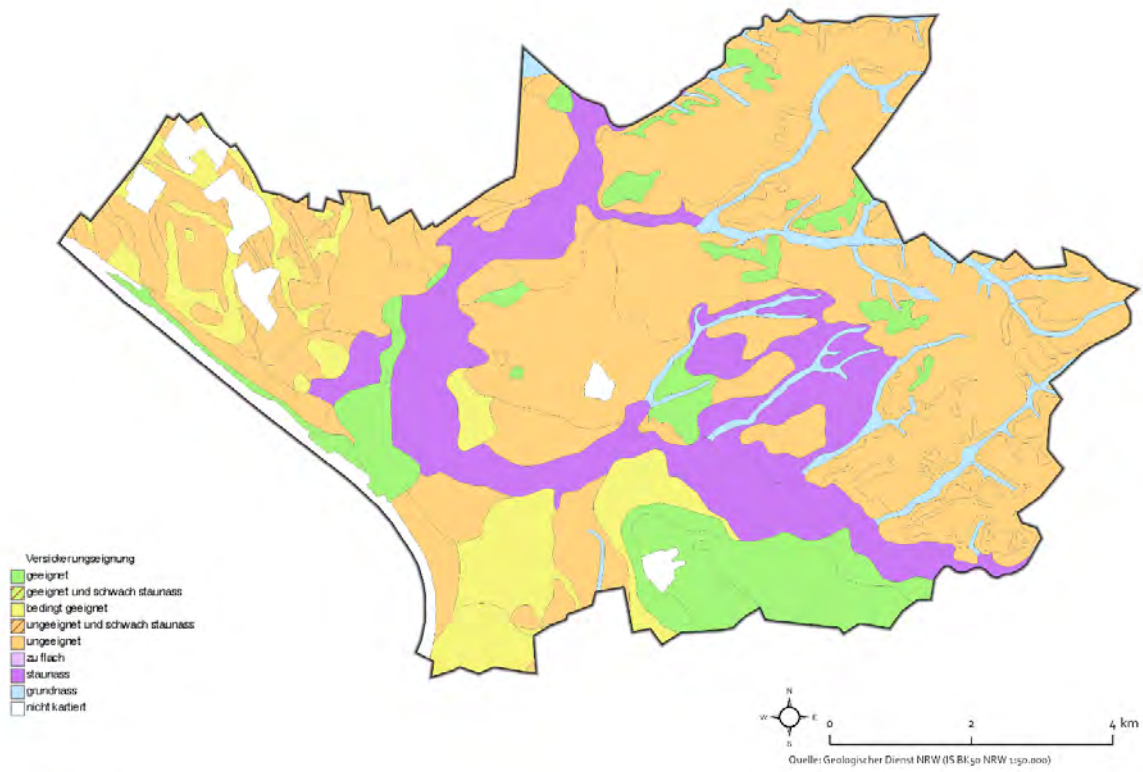 Versickerungseignung
geeignet
geeignet und schwach staunass
bedingt geeignet
ungeeignet und schwach staunass
ungeeignet
zu flach
staunass
grundnass
nicht kartiert
N
W E
S
0 2 4 km
Quelle: Geologischer Dienst NRW (IS BK50 NRW 1:50.000)